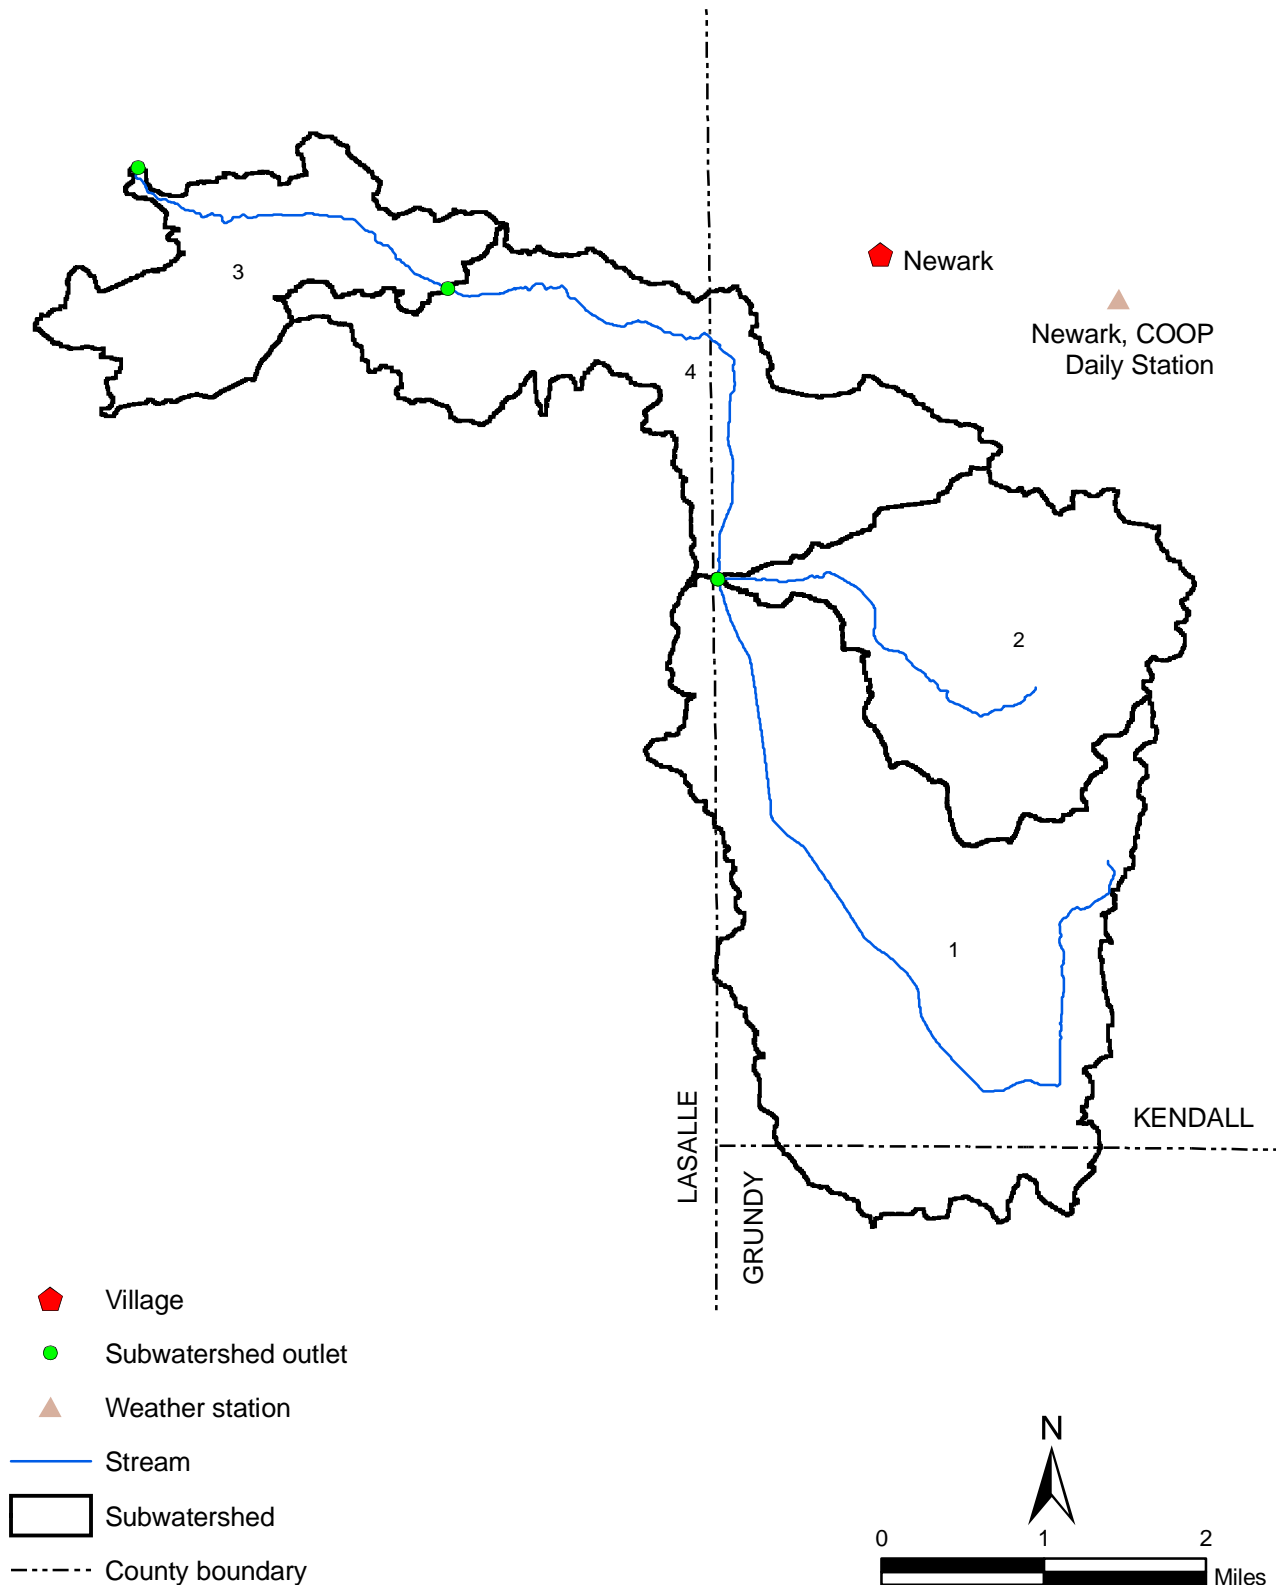 Newark
3
Newark, COOP
Daily Station
4
2
1
KENDALL
LASALLE
GRUNDY
Village
Subwatershed outlet
Weather station
Stream
Subwatershed
County boundary
N
0 1 2
Miles